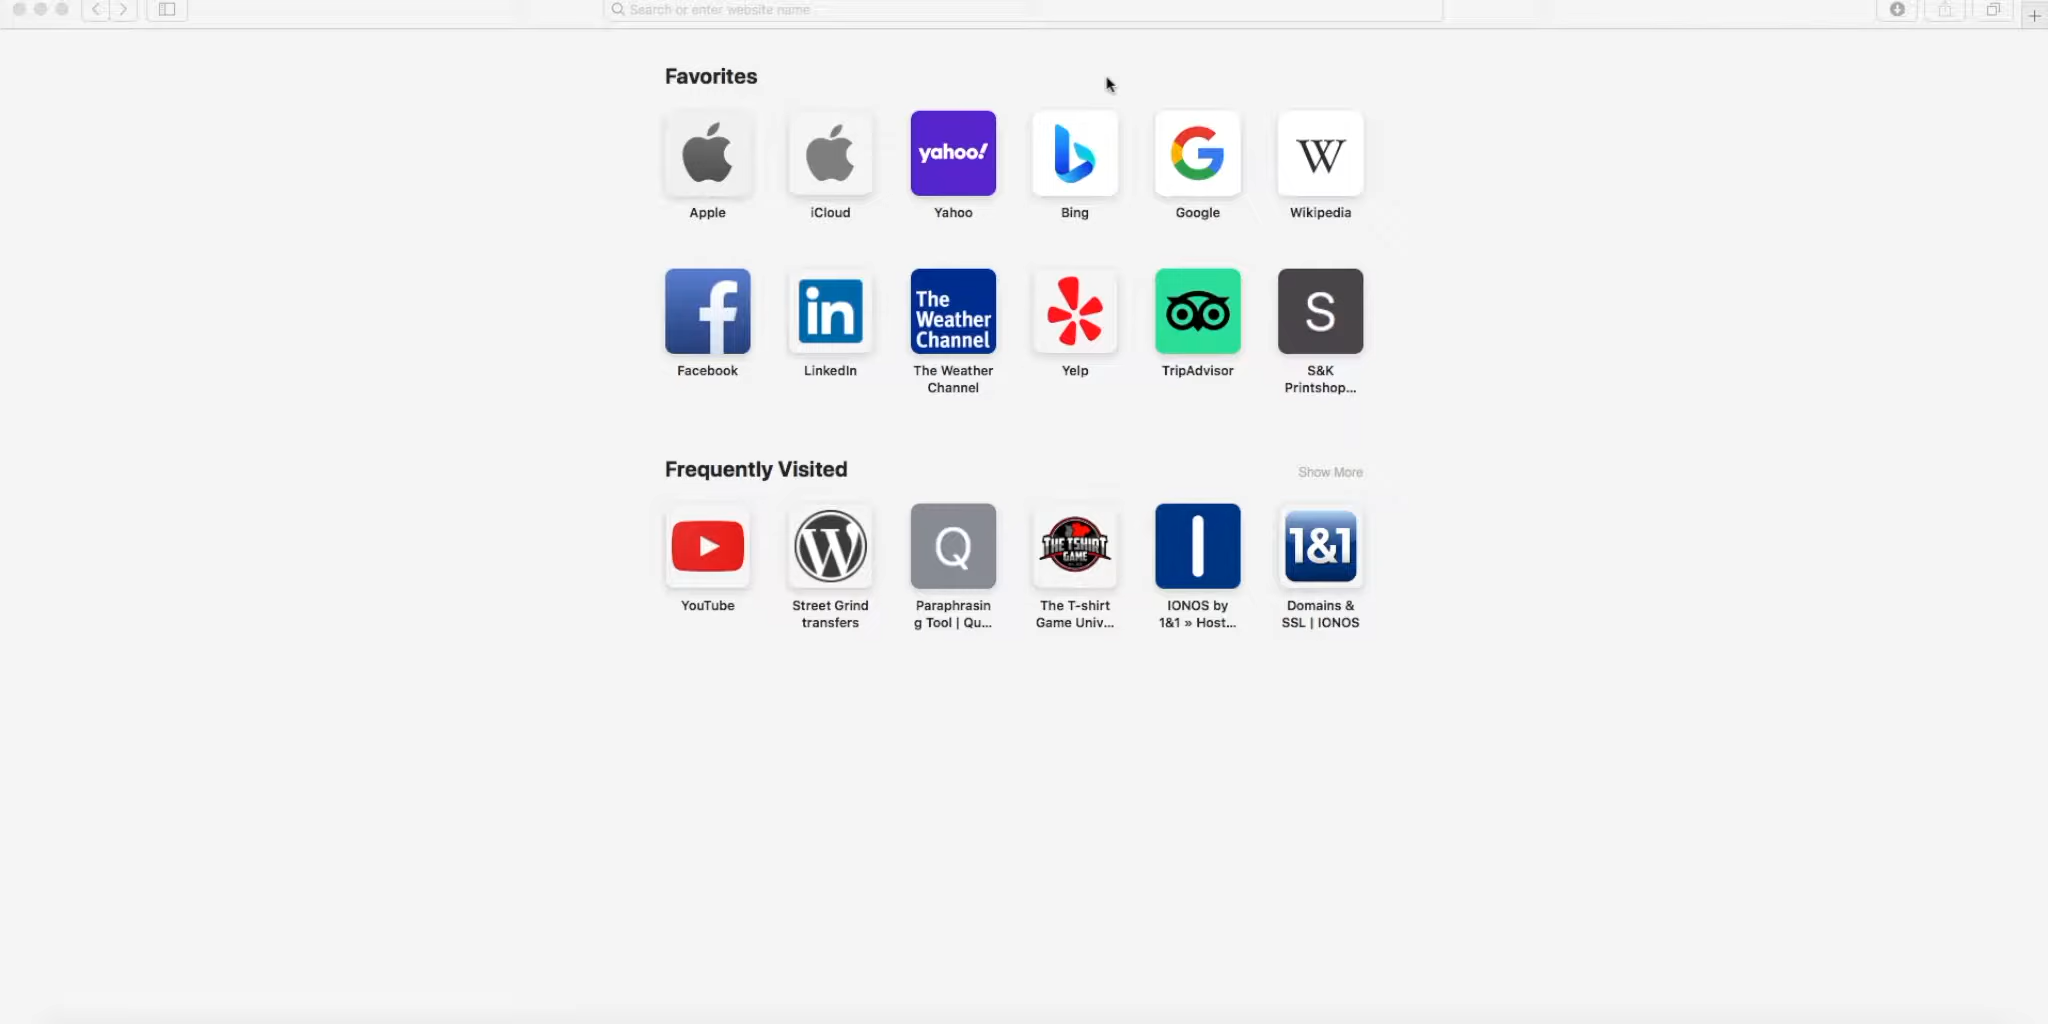 Search or enter website name
Favorites
yahoo!
W
Apple
iCloud
Yahoo
Bing
Google
Wikipedia
f
in
The
Weather
Channel
S
Facebook
LinkedIn
The Weather
Channel
Yelp
TripAdvisor
S&K
Printshop...
Frequently Visited
Show More
W
Q
THE TSHIRT
GAME
1&1
YouTube
Street Grind
transfers
Paraphrasin
g Tool | Qu...
The T-shirt
Game Univ...
IONOS by
1&1 » Host...
Domains &
SSL | IONOS